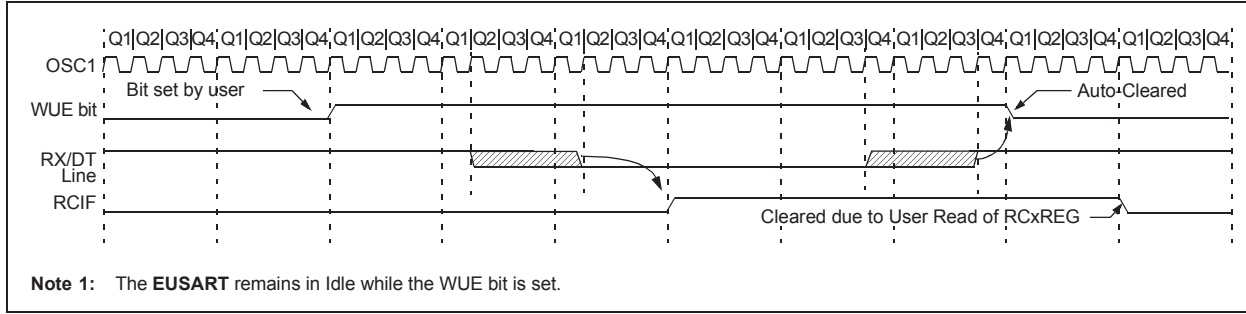 Q1|Q2|Q3|Q4|Q1|Q2|Q3|Q4|Q1|Q2|Q3|Q4|Q1|Q2|Q3|Q4|Q1|Q2|Q3|Q4|Q1|Q2|Q3|Q4|Q1|Q2|Q3|Q4|Q1|Q2|Q3|Q4|Q1|Q2|Q3|Q4|Q1|Q2|Q3|Q4
OSC1
Bit set by user
Auto-Cleared
WUE bit
RX/DT
Line
RCIF
Cleared due to User Read of RCxREG
Note 1: The EUSART remains in Idle while the WUE bit is set.